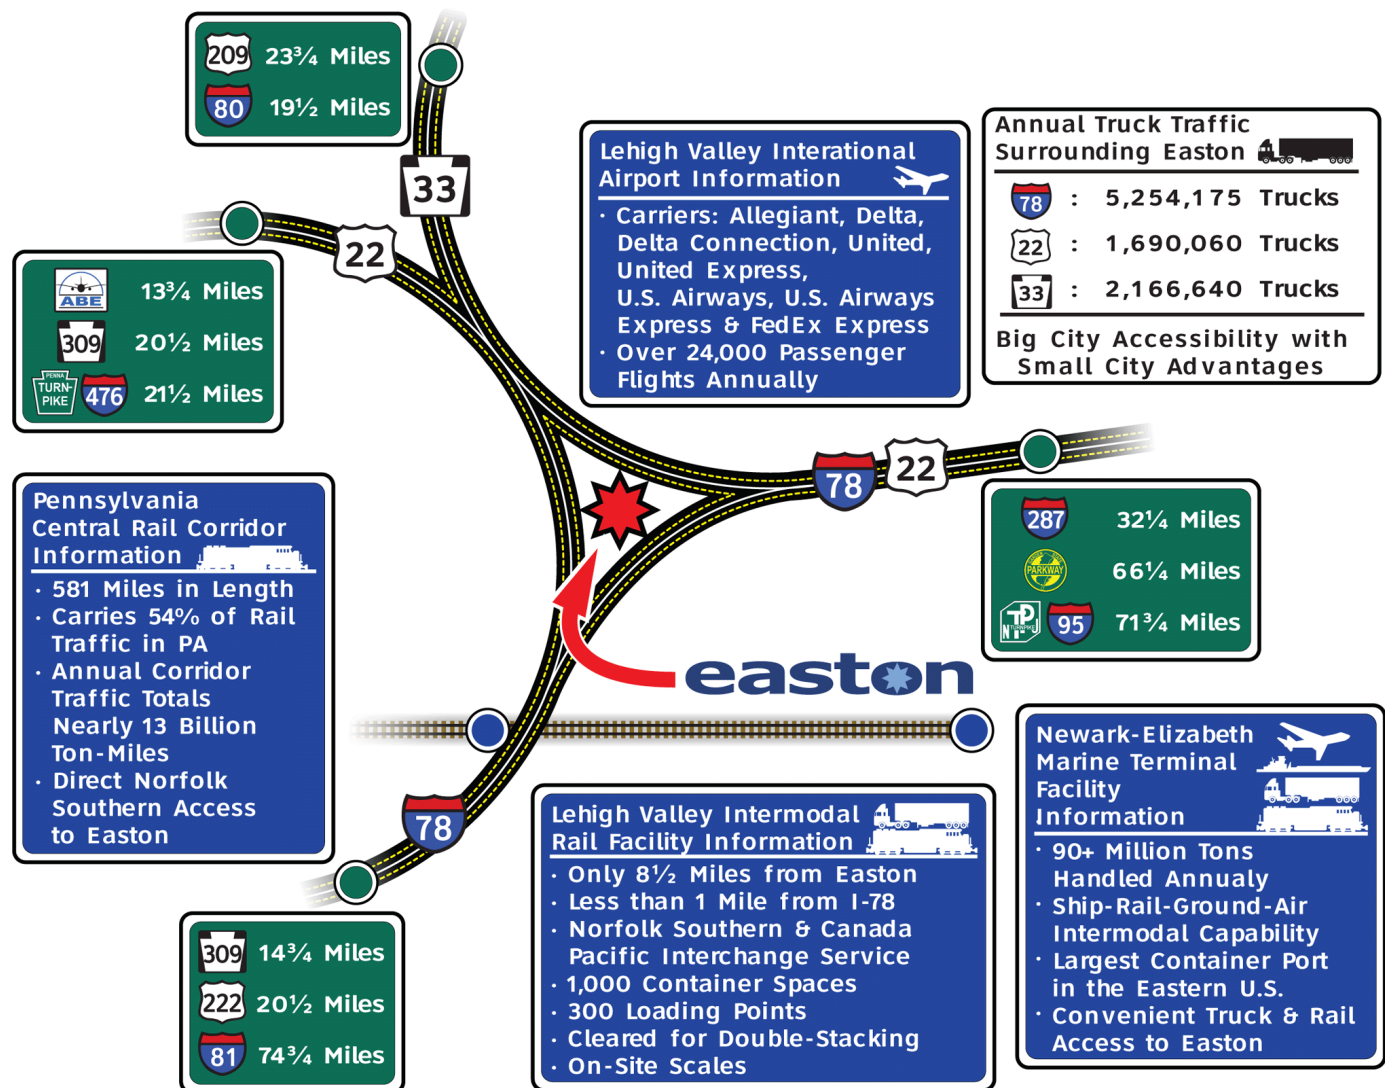 209 23¾ Miles
80 19½ Miles
33
22
ABE 13¾ Miles
309 20½ Miles
PENNA TURN-PIKE 476 21½ Miles
Lehigh Valley Interational
Airport Information
· Carriers: Allegiant, Delta,
Delta Connection, United,
United Express,
U.S. Airways, U.S. Airways
Express & FedEx Express
· Over 24,000 Passenger
Flights Annually
Annual Truck Traffic
Surrounding Easton
78 : 5,254,175 Trucks
22 : 1,690,060 Trucks
33 : 2,166,640 Trucks
Big City Accessibility with
Small City Advantages
78
22
287 32¼ Miles
PARKWAY 66¼ Miles
NJTP TURNPIKE 95 71¾ Miles
Pennsylvania
Central Rail Corridor
Information
· 581 Miles in Length
· Carries 54% of Rail
Traffic in PA
· Annual Corridor
Traffic Totals
Nearly 13 Billion
Ton-Miles
· Direct Norfolk
Southern Access
to Easton
easton
78
309 14¾ Miles
222 20½ Miles
81 74¾ Miles
Lehigh Valley Intermodal
Rail Facility Information
· Only 8½ Miles from Easton
· Less than 1 Mile from I-78
· Norfolk Southern & Canada
Pacific Interchange Service
· 1,000 Container Spaces
· 300 Loading Points
· Cleared for Double-Stacking
· On-Site Scales
Newark-Elizabeth
Marine Terminal
Facility
Information
· 90+ Million Tons
Handled Annualy
· Ship-Rail-Ground-Air
Intermodal Capability
· Largest Container Port
in the Eastern U.S.
· Convenient Truck & Rail
Access to Easton